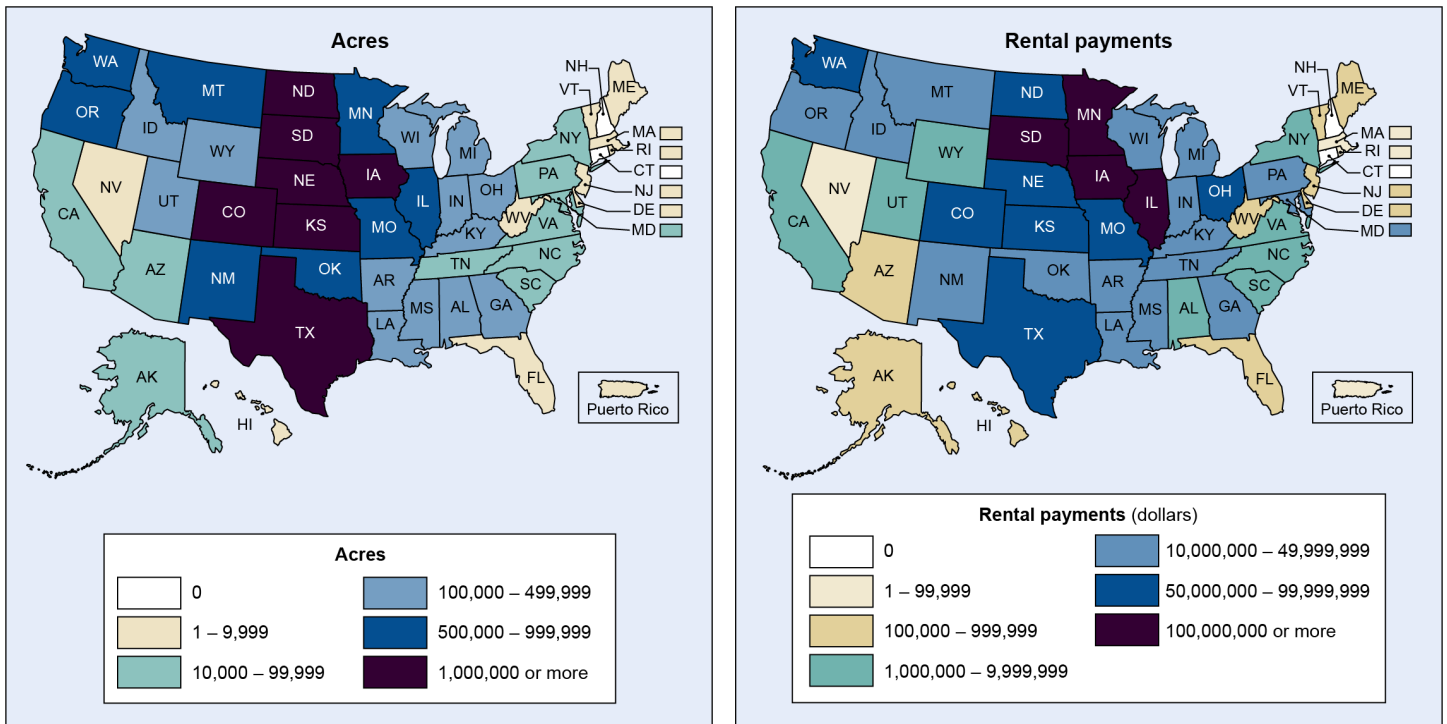 Acres
WA
OR
CA
NV
ID
MT
WY
UT
AZ
CO
NM
ND
SD
NE
KS
OK
TX
MN
IA
MO
AR
LA
WI
IL
MI
IN
OH
KY
TN
MS
AL
GA
FL
SC
NC
VA
WV
PA
NY
VT
NH
ME
MA
RI
CT
NJ
DE
MD
AK
HI
Puerto Rico
Acres
0
1 – 9,999
10,000 – 99,999
100,000 – 499,999
500,000 – 999,999
1,000,000 or more
Rental payments
WA
OR
CA
NV
ID
MT
WY
UT
AZ
CO
NM
ND
SD
NE
KS
OK
TX
MN
IA
MO
AR
LA
WI
IL
MI
IN
OH
KY
TN
MS
AL
GA
FL
SC
NC
VA
WV
PA
NY
VT
NH
ME
MA
RI
CT
NJ
DE
MD
AK
HI
Puerto Rico
Rental payments (dollars)
0
1 – 99,999
100,000 – 999,999
1,000,000 – 9,999,999
10,000,000 – 49,999,999
50,000,000 – 99,999,999
100,000,000 or more